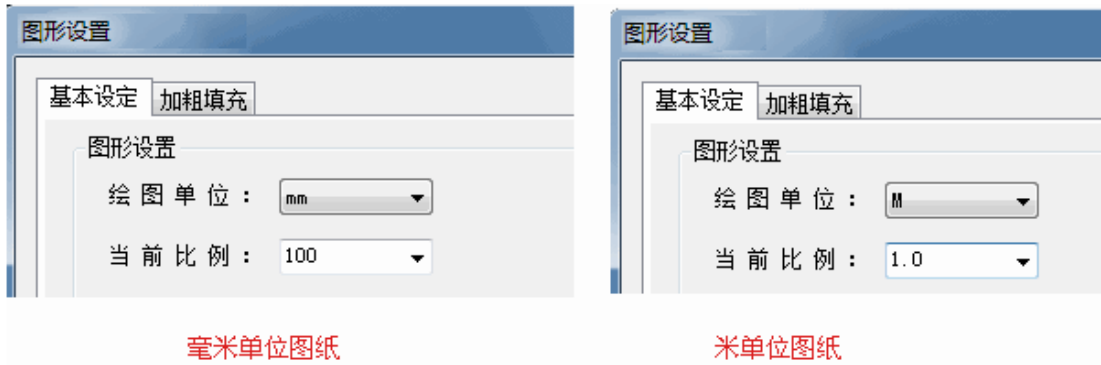 图形设置
基本设定 加粗填充
图形设置
绘图单位: mm
当前比例: 100
毫米单位图纸
图形设置
基本设定 加粗填充
图形设置
绘图单位: M
当前比例: 1.0
米单位图纸